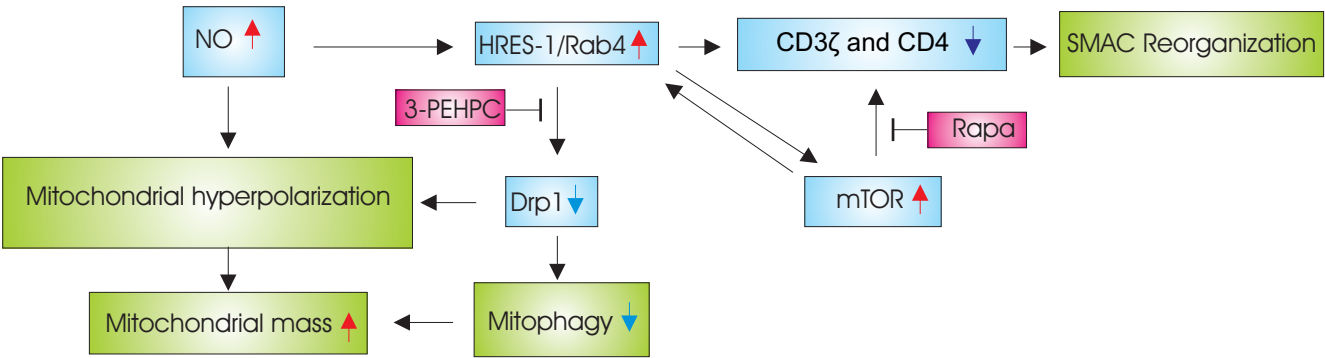 NO
HRES-1/Rab4
CD3ζ and CD4
SMAC Reorganization
3-PEHPC
Rapa
Mitochondrial hyperpolarization
Drp1
mTOR
Mitochondrial mass
Mitophagy